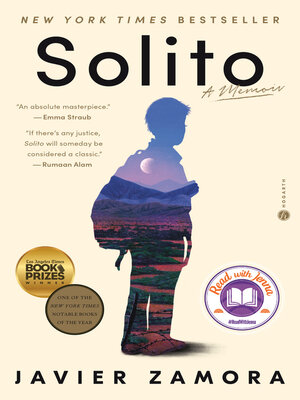 NEW YORK TIMES BESTSELLER
Solito
A Memoir
"An absolute masterpiece."
— Emma Straub
"If there's any justice,
Solito will someday be
considered a classic."
— Rumaan Alam
HOGARTH
Los Angeles Times
BOOK
PRIZES
WINNER
ONE OF THE
NEW YORK TIMES
NOTABLE BOOKS
OF THE YEAR
Read with Jenna
#ReadWithJenna
JAVIER ZAMORA